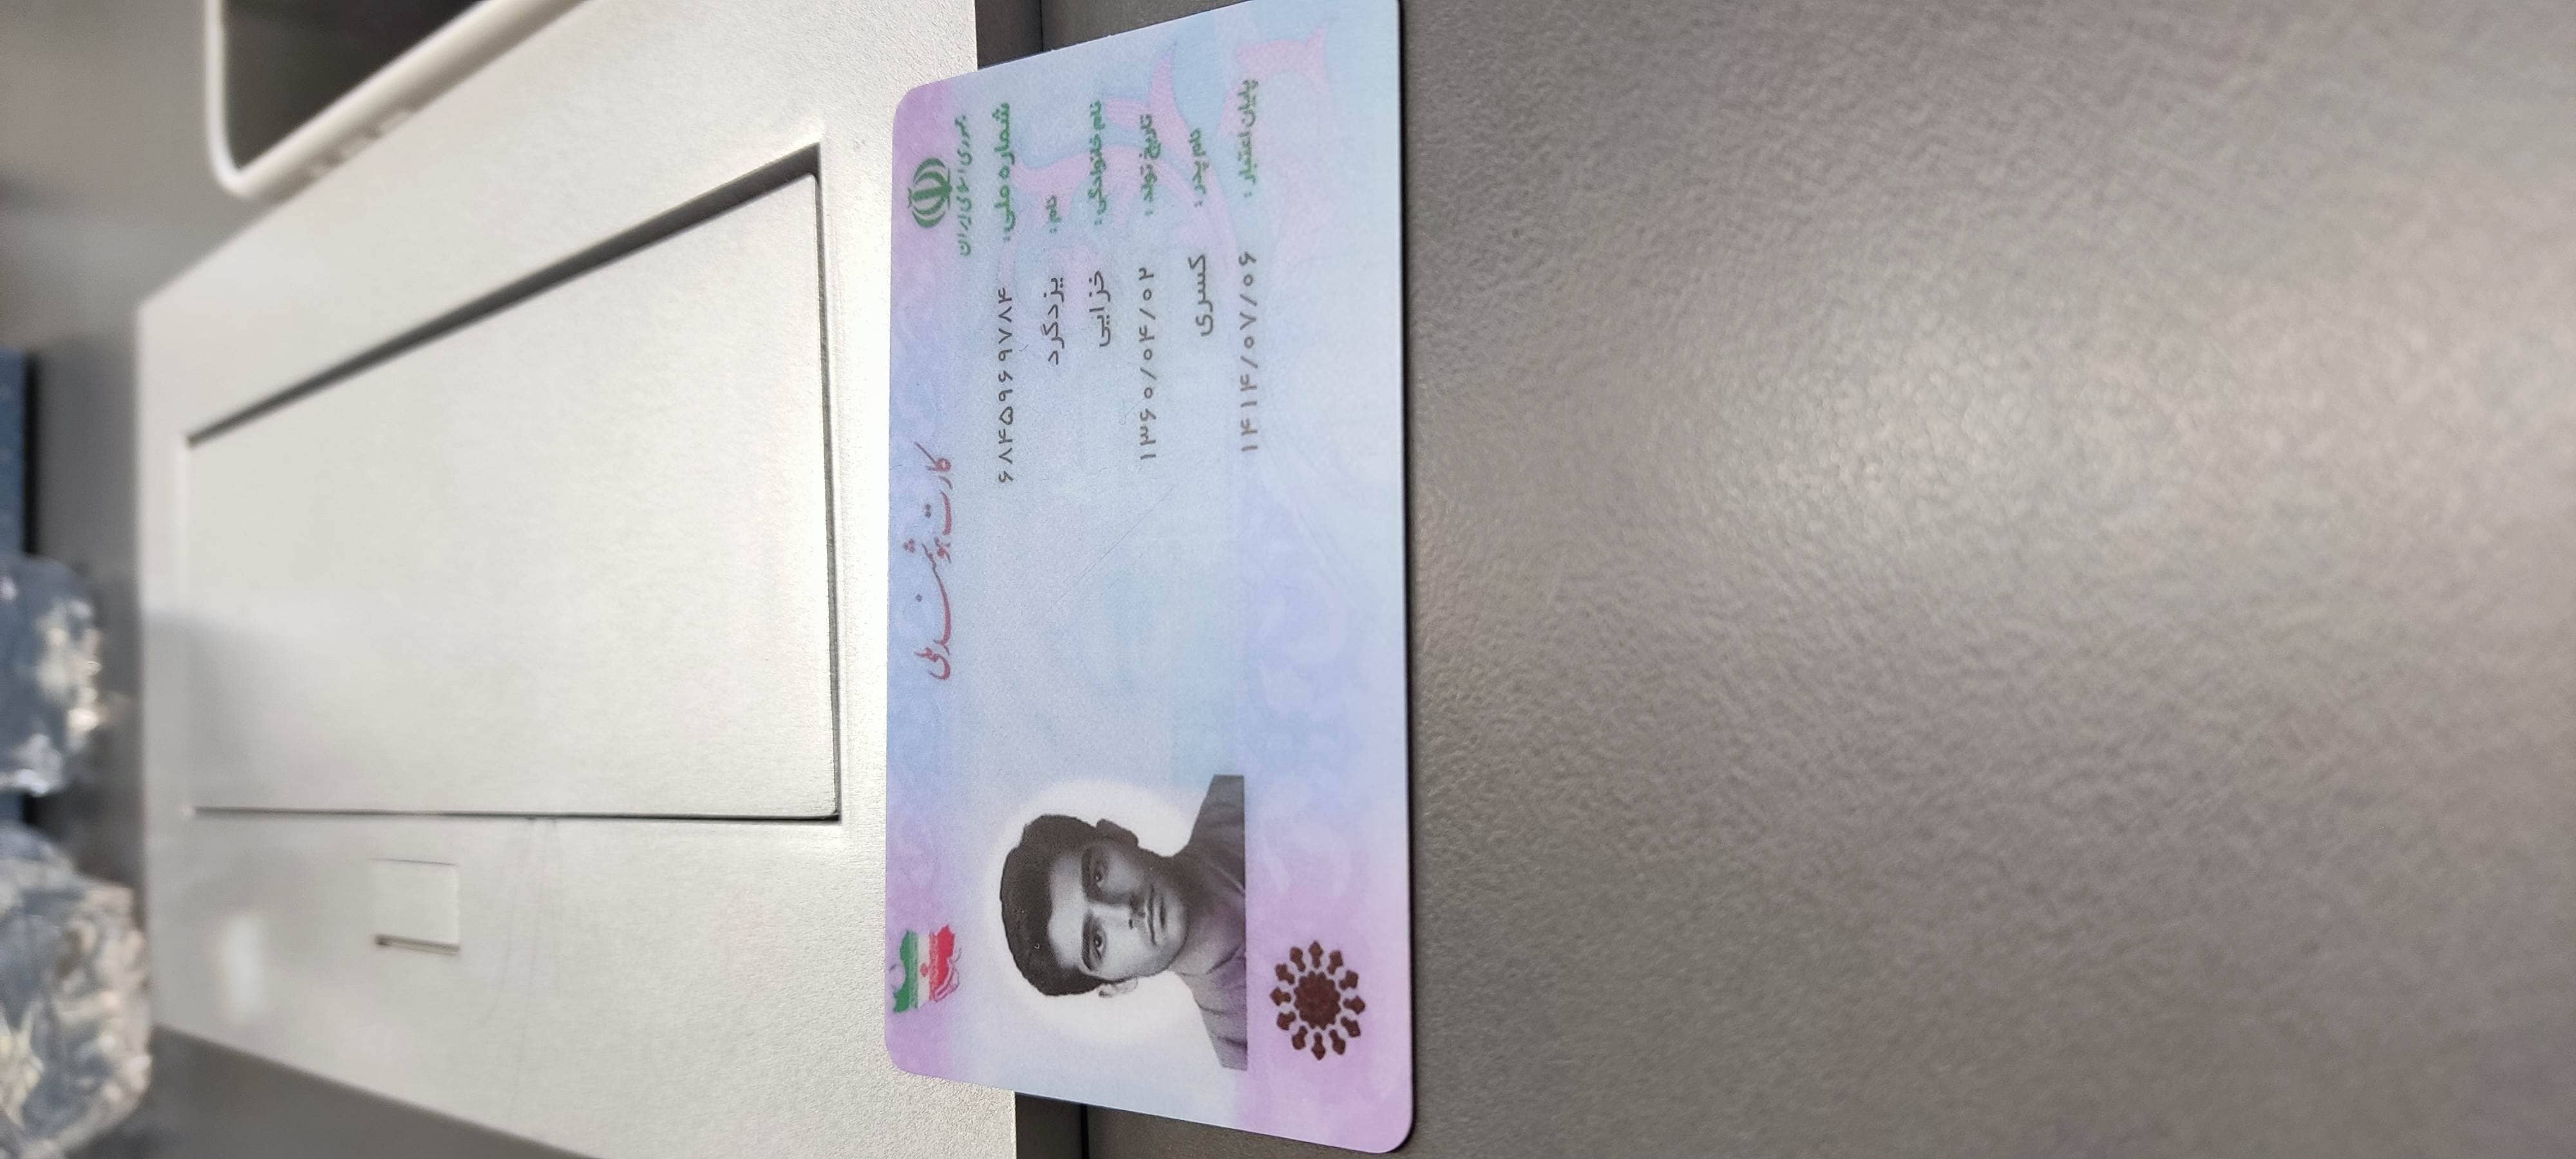 جمهوری اسلامی ایران
کارت هوشمند ملی
شماره ملی: ۶۸۴۵۹۶۹۷۸۴
نام: یزدگرد
نام خانوادگی: خزایی
تاریخ تولد: ۱۳۶۰/۰۴/۰۲
نام پدر: کسری
پایان اعتبار: ۱۴۱۴/۰۷/۰۶